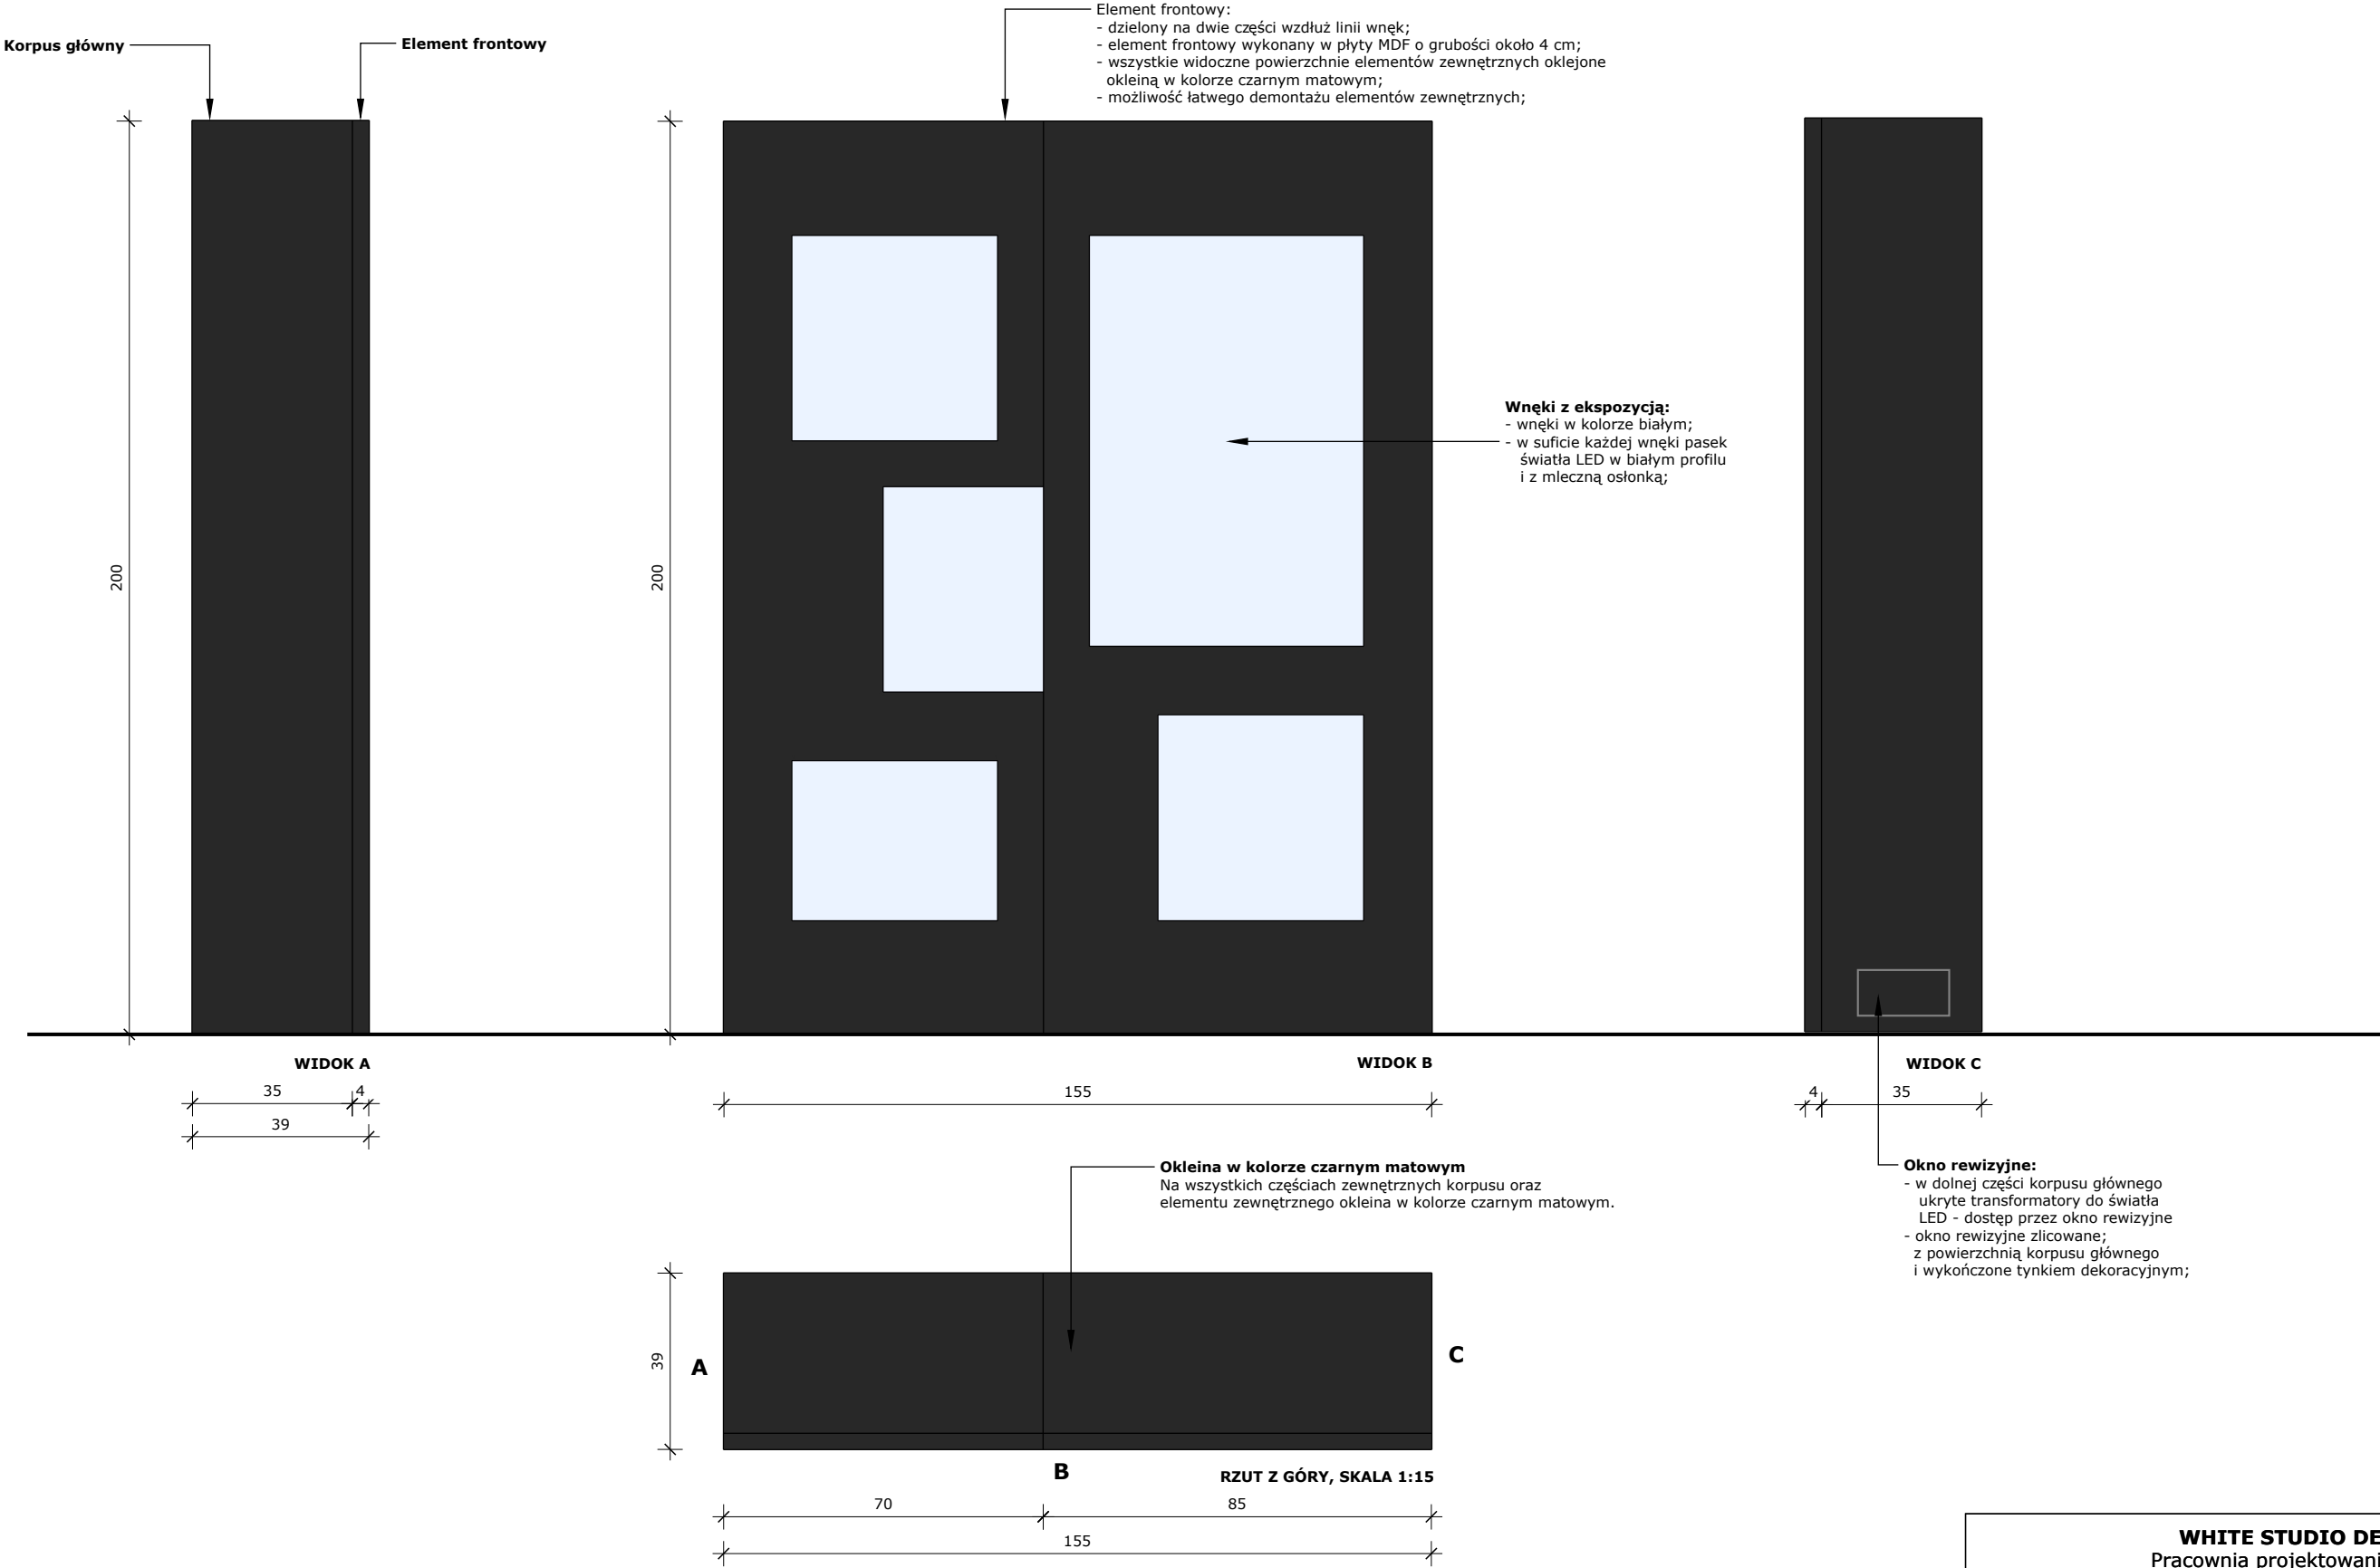 Korpus główny
Element frontowy
Element frontowy:
- dzielony na dwie części wzdłuż linii wnęk;
- element frontowy wykonany w płyty MDF o grubości około 4 cm;
- wszystkie widoczne powierzchnie elementów zewnętrznych oklejone
okleiną w kolorze czarnym matowym;
- możliwość łatwego demontażu elementów zewnętrznych;
Wnęki z ekspozycją:
- wnęki w kolorze białym;
- w suficie każdej wnęki pasek
światła LED w białym profilu
i z mleczną osłonką;
200
200
WIDOK A
WIDOK B
WIDOK C
35
4
39
155
4
35
Okleina w kolorze czarnym matowym
Na wszystkich częściach zewnętrznych korpusu oraz
elementu zewnętrznego okleina w kolorze czarnym matowym.
Okno rewizyjne:
- w dolnej części korpusu głównego
ukryte transformatory do światła
LED - dostęp przez okno rewizyjne
- okno rewizyjne zlicowane;
z powierzchnią korpusu głównego
i wykończone tynkiem dekoracyjnym;
39
A
C
B
RZUT Z GÓRY, SKALA 1:15
70
85
155
WHITE STUDIO DE
Pracownia projektowani